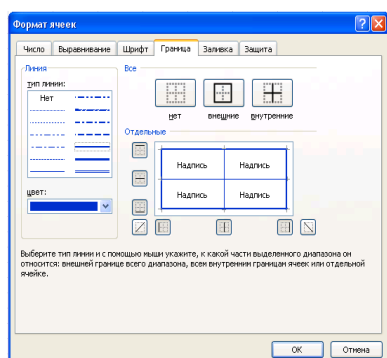 Формат ячеек
Число Выравнивание Шрифт Граница Заливка Защита
Линия
тип линии:
Нет
цвет:
Все
нет внешние внутренние
Отдельные
Надпись Надпись
Надпись Надпись
Выберите тип линии и с помощью мыши укажите, к какой части выделенного диапазона он
относится: внешней границе всего диапазона, всем внутренним границам ячеек или отдельной
ячейке.
ОК Отмена